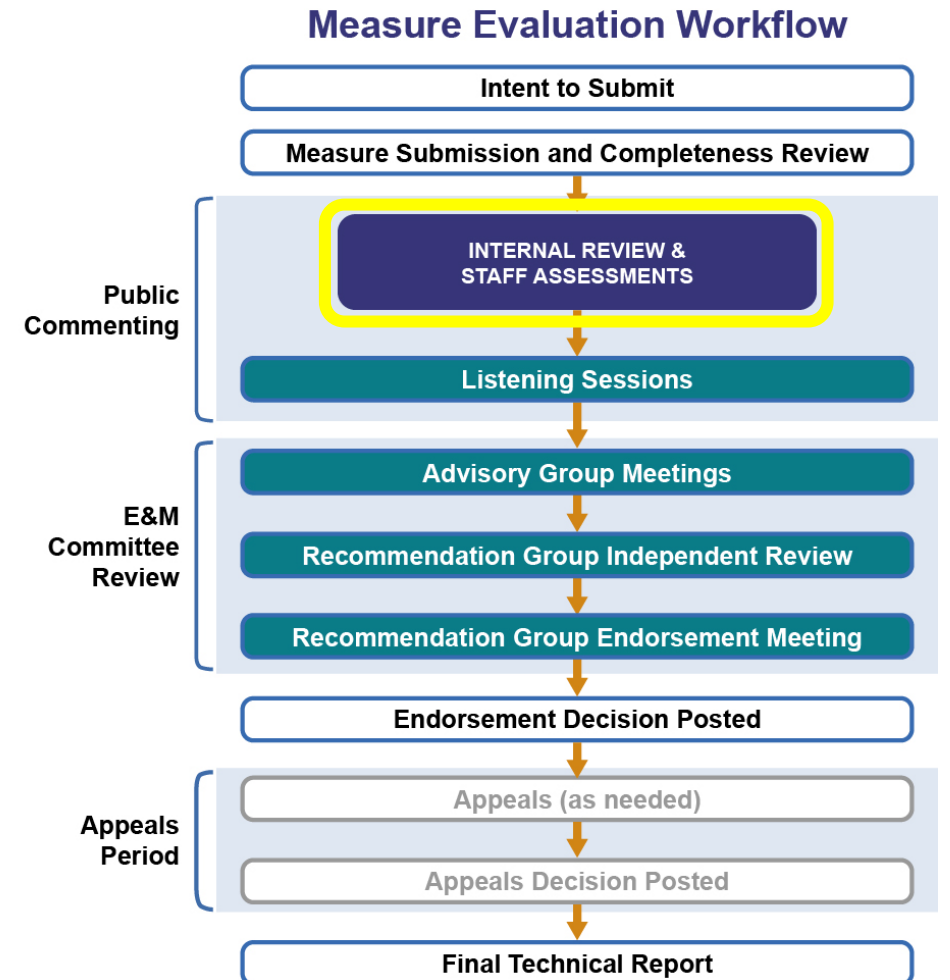 Measure Evaluation Workflow
Intent to Submit
Measure Submission and Completeness Review
Public
Commenting
INTERNAL REVIEW &
STAFF ASSESSMENTS
Listening Sessions
E&M
Committee
Review
Advisory Group Meetings
Recommendation Group Independent Review
Recommendation Group Endorsement Meeting
Endorsement Decision Posted
Appeals
Period
Appeals (as needed)
Appeals Decision Posted
Final Technical Report